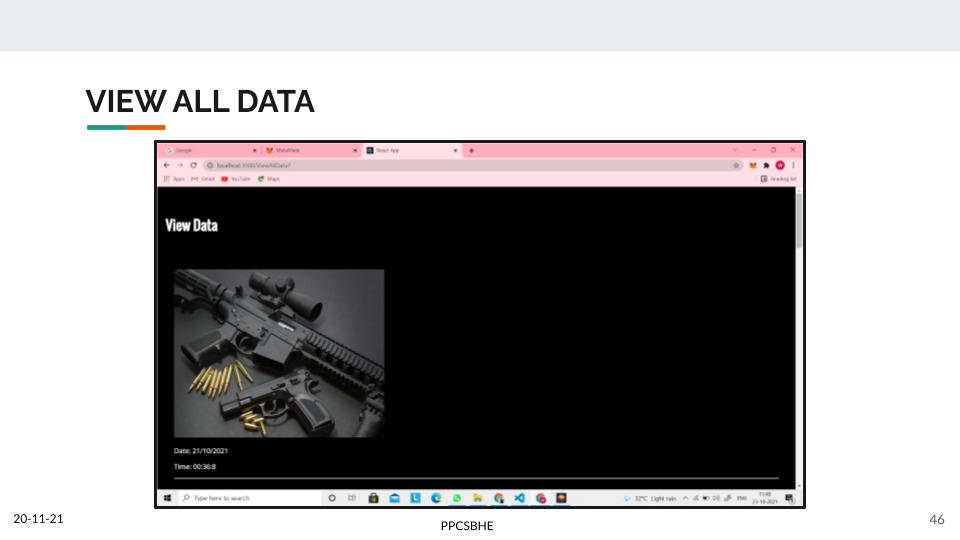 VIEW ALL DATA
Google
MetaMask
React App
localhost:3000/ViewAllData?
Apps
Gmail
YouTube
Maps
Reading list
View Data
Date: 21/10/2021
Time: 00:36:8
Type here to search
32°C Light rain
ENG
11:48
23-10-2021
20-11-21
PPCSBHE
46